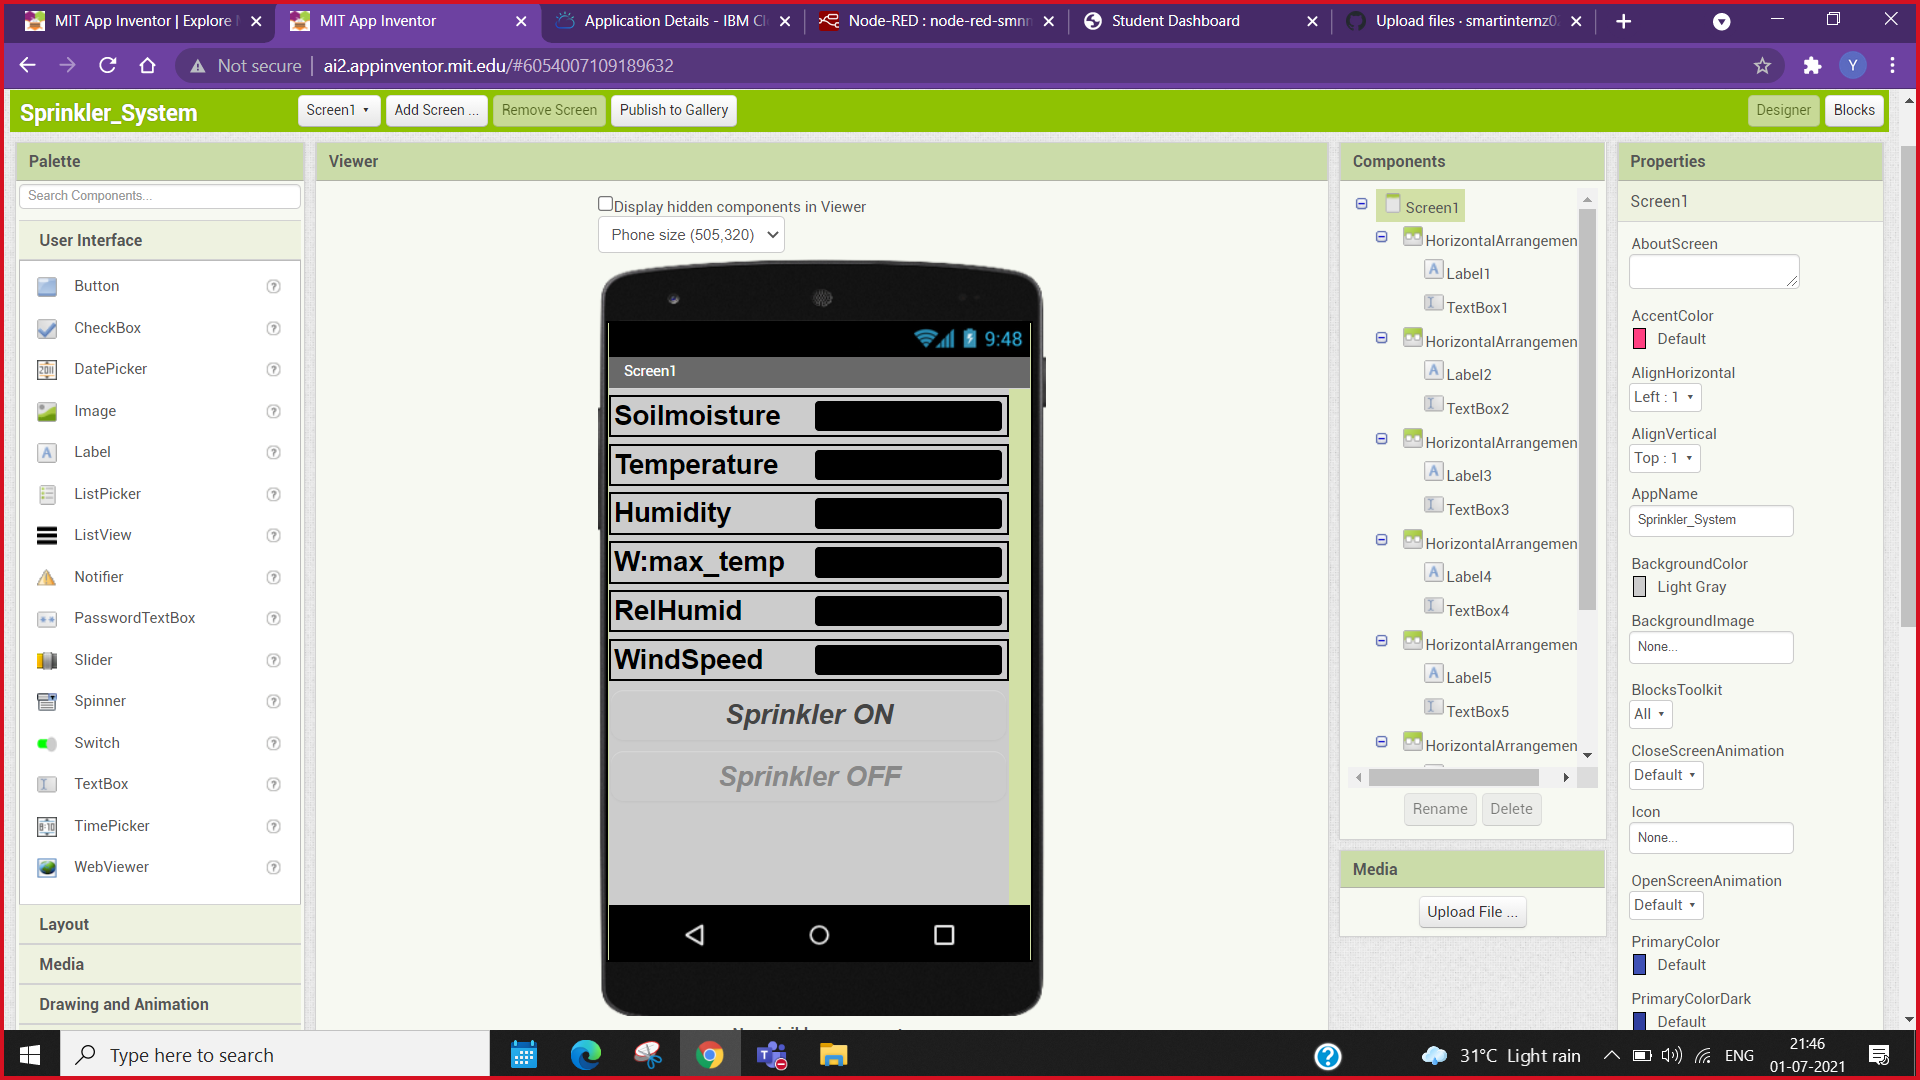 MIT App Inventor | Explore
MIT App Inventor
Application Details - IBM Cl
Node-RED : node-red-smnn
Student Dashboard
Upload files · smartinternz0
Not secure
ai2.appinventor.mit.edu/#6054007109189632
Y
Sprinkler_System
Screen1
Add Screen ...
Remove Screen
Publish to Gallery
Designer
Blocks
Palette
Search Components...
User Interface
Button
CheckBox
DatePicker
Image
Label
ListPicker
ListView
Notifier
PasswordTextBox
Slider
Spinner
Switch
TextBox
TimePicker
WebViewer
Layout
Media
Drawing and Animation
Viewer
Display hidden components in Viewer
Phone size (505,320)
9:48
Screen1
Soilmoisture
Temperature
Humidity
W:max_temp
RelHumid
WindSpeed
Sprinkler ON
Sprinkler OFF
Components
Screen1
HorizontalArrangemen
Label1
TextBox1
HorizontalArrangemen
Label2
TextBox2
HorizontalArrangemen
Label3
TextBox3
HorizontalArrangemen
Label4
TextBox4
HorizontalArrangemen
Label5
TextBox5
HorizontalArrangemen
Rename
Delete
Media
Upload File ...
Properties
Screen1
AboutScreen
AccentColor
Default
AlignHorizontal
Left : 1
AlignVertical
Top : 1
AppName
Sprinkler_System
BackgroundColor
Light Gray
BackgroundImage
None...
BlocksToolkit
All
CloseScreenAnimation
Default
Icon
None...
OpenScreenAnimation
Default
PrimaryColor
Default
PrimaryColorDark
Default
Type here to search
31°C Light rain
ENG
21:46
01-07-2021